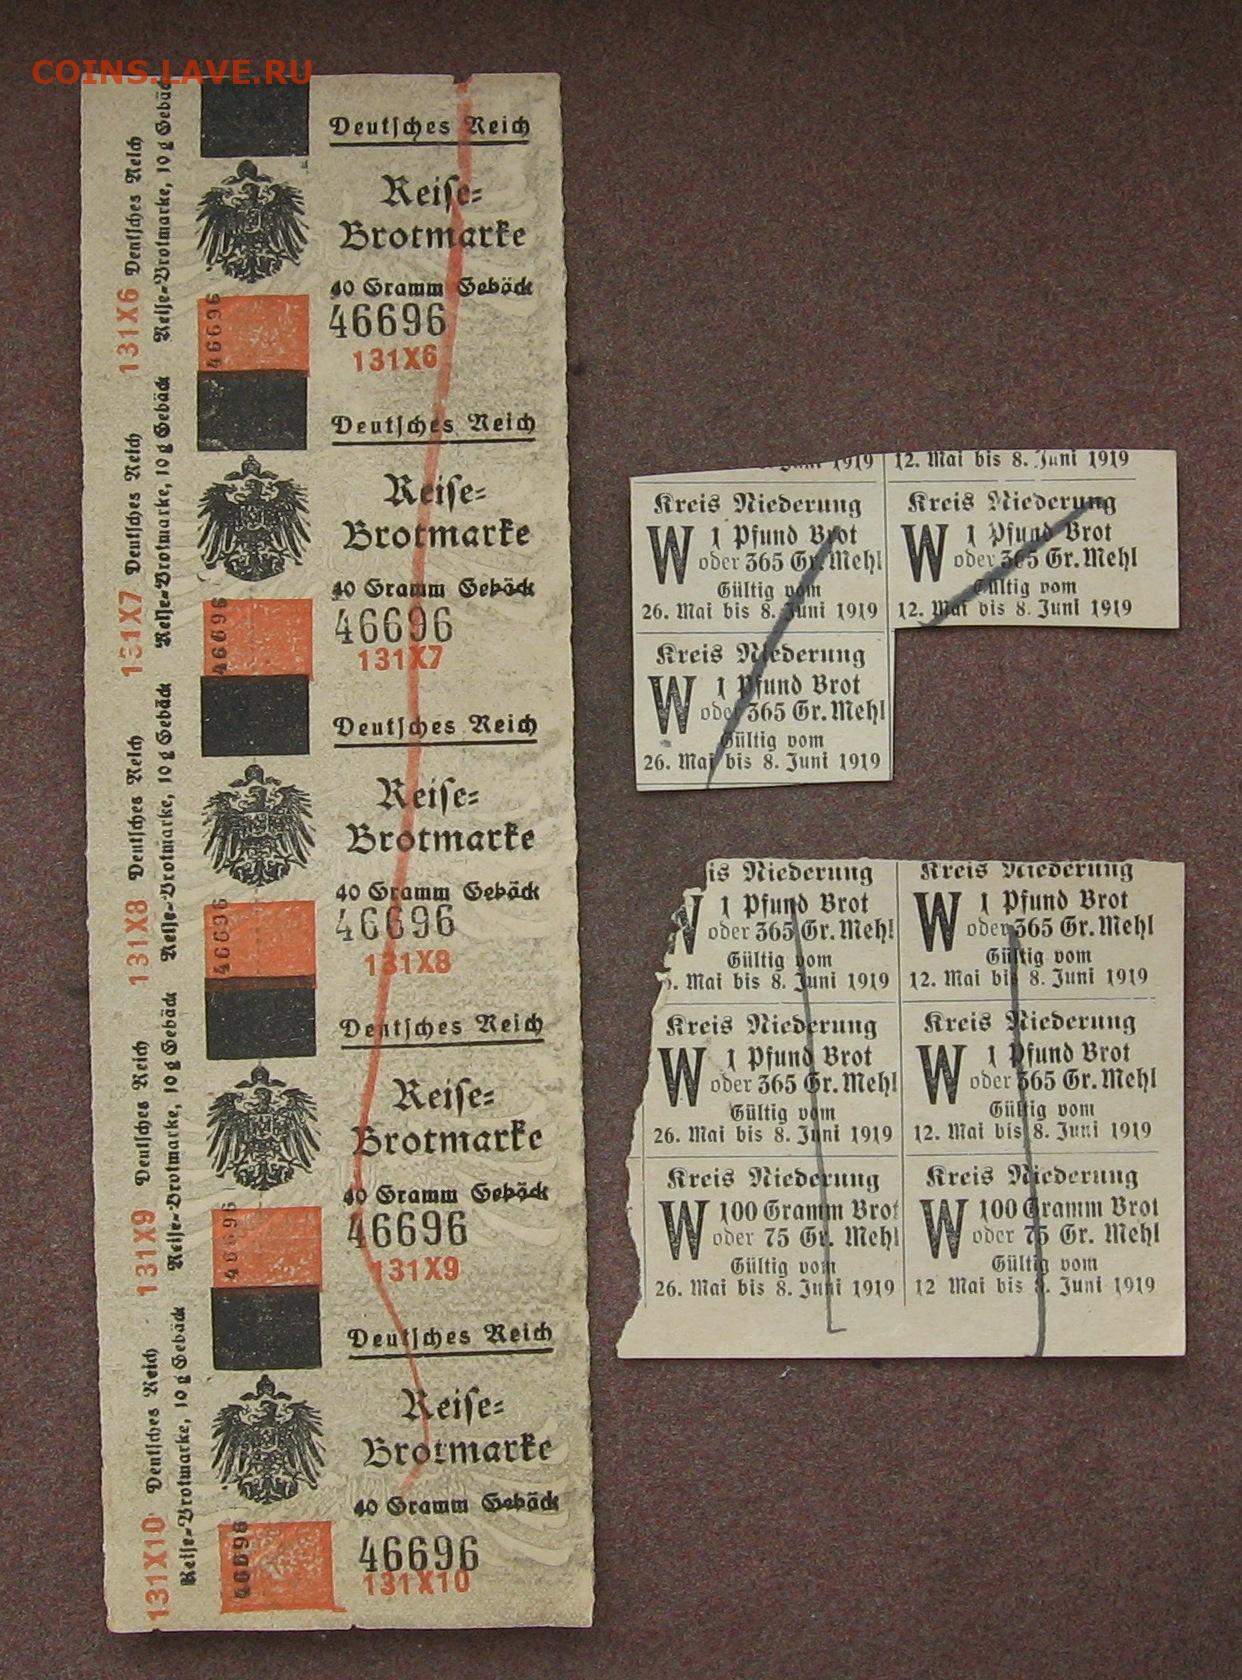 COINS.LAVE.RU
Deutsches Reich
Reise-
Brotmarke
40 Gramm Gebäck
46696
131X6
46696
131X6 Deutsches Reich
Reise-Brotmarke, 10 g Gebäck
Deutsches Reich
Reise-
Brotmarke
40 Gramm Gebäck
46696
131X7
46696
131X7 Deutsches Reich
Reise-Brotmarke, 10 g Gebäck
Deutsches Reich
Reise-
Brotmarke
40 Gramm Gebäck
46696
131X8
46696
131X8 Deutsches Reich
Reise-Brotmarke, 10 g Gebäck
Deutsches Reich
Reise-
Brotmarke
40 Gramm Gebäck
46696
131X9
46696
131X9 Deutsches Reich
Reise-Brotmarke, 10 g Gebäck
Deutsches Reich
Reise-
Brotmarke
40 Gramm Gebäck
46696
131X10
46696
131X10 Deutsches Reich
Reise-Brotmarke, 10 g Gebäck
Juni 1919
12. Mai bis 8. Juni 1919
Kreis Niederung
W 1 Pfund Brot
oder 365 Gr. Mehl
Gültig vom
26. Mai bis 8. Juni 1919
Kreis Niederung
W 1 Pfund Brot
oder 365 Gr. Mehl
Gültig vom
12. Mai bis 8. Juni 1919
Kreis Niederung
W 1 Pfund Brot
oder 365 Gr. Mehl
Gültig vom
26. Mai bis 8. Juni 1919
is Niederung
W 1 Pfund Brot
oder 365 Gr. Mehl
Gültig vom
. Mai bis 8. Juni 1919
Kreis Niederung
W 1 Pfund Brot
oder 365 Gr. Mehl
Gültig vom
12. Mai bis 8. Juni 1919
Kreis Niederung
W 1 Pfund Brot
oder 365 Gr. Mehl
Gültig vom
26. Mai bis 8. Juni 1919
Kreis Niederung
W 1 Pfund Brot
oder 365 Gr. Mehl
Gültig vom
12. Mai bis 8. Juni 1919
Kreis Niederung
W 100 Gramm Brot
oder 75 Gr. Mehl
Gültig vom
26. Mai bis 8. Juni 1919
Kreis Niederung
W 100 Gramm Brot
oder 75 Gr. Mehl
Gültig vom
12 Mai bis 8. Juni 1919